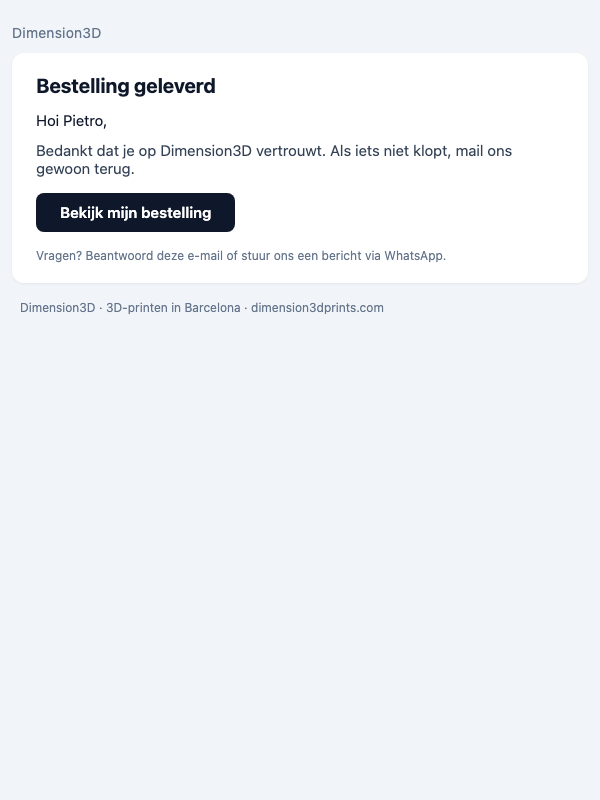 Dimension3D
Bestelling geleverd
Hoi Pietro,
Bedankt dat je op Dimension3D vertrouwt. Als iets niet klopt, mail ons
gewoon terug.
Bekijk mijn bestelling
Vragen? Beantwoord deze e-mail of stuur ons een bericht via WhatsApp.
Dimension3D · 3D-printen in Barcelona · dimension3dprints.com